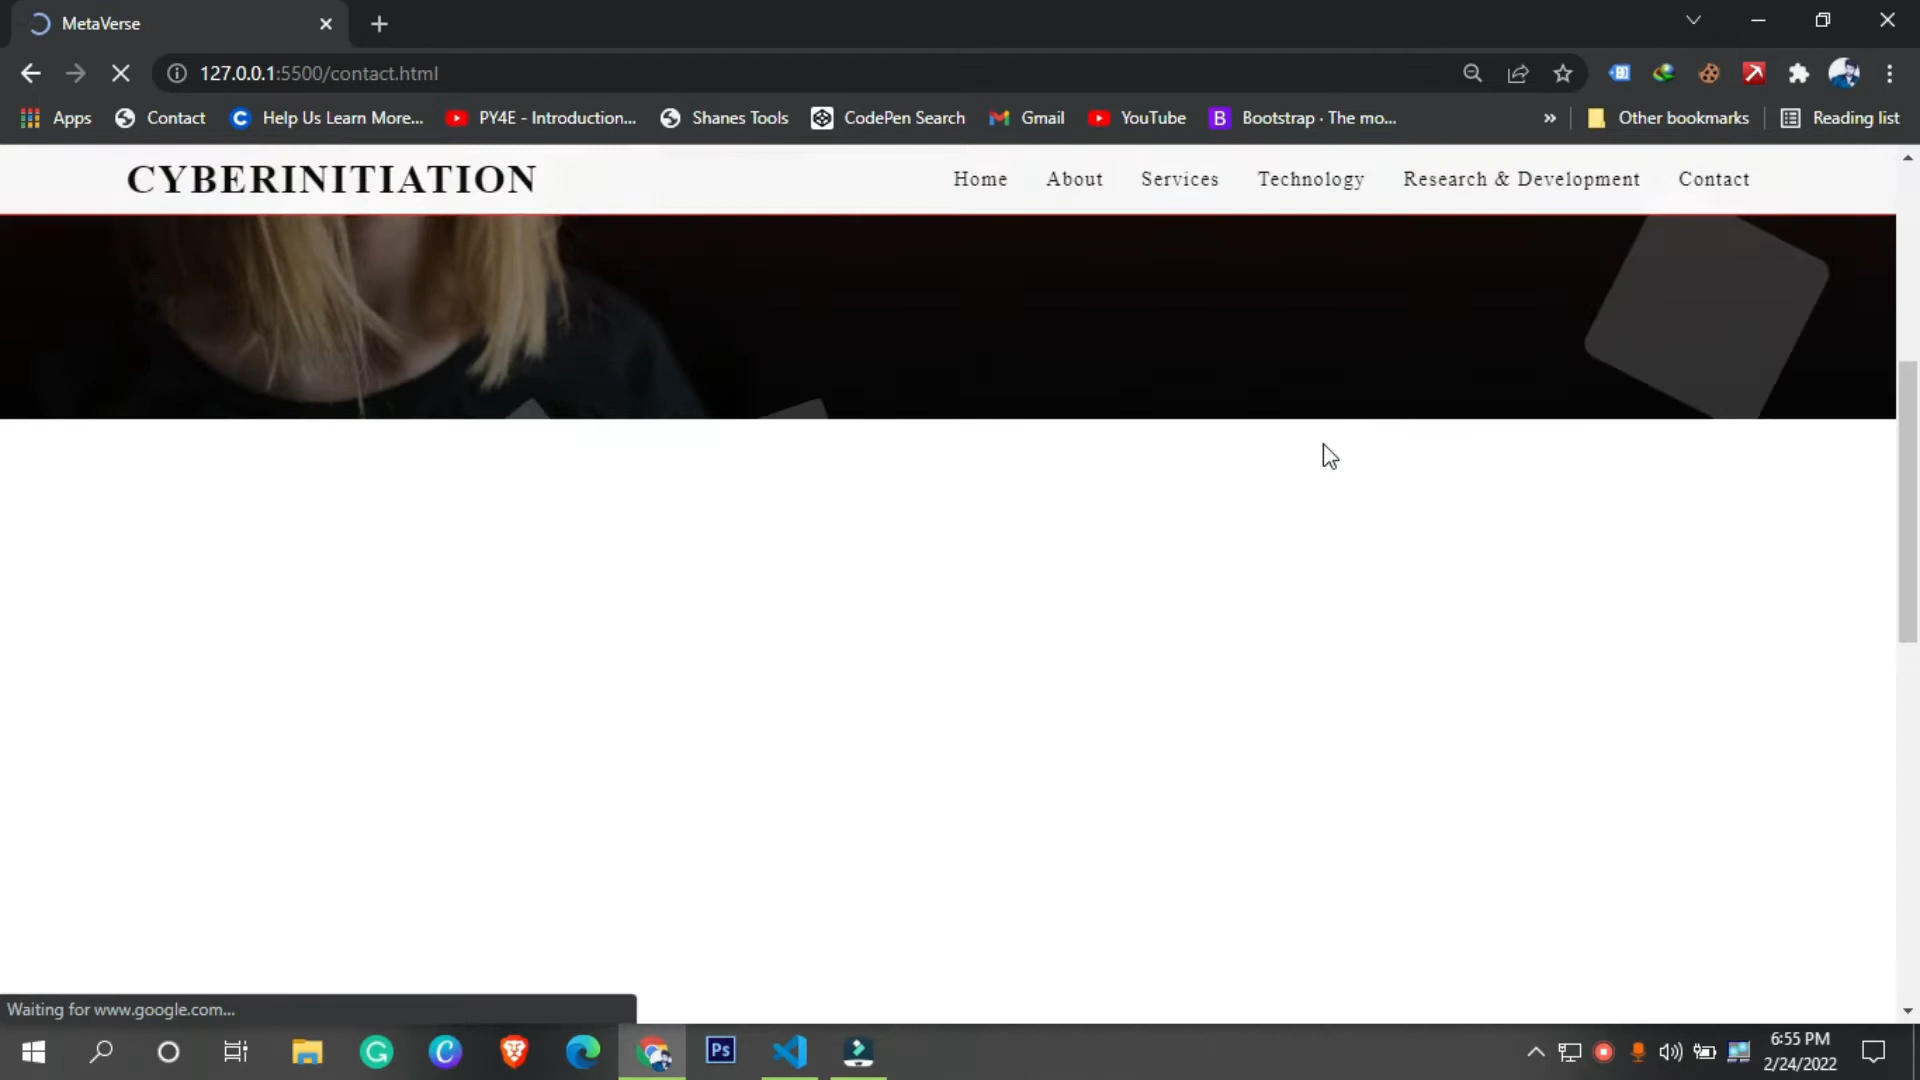 MetaVerse
127.0.0.1:5500/contact.html
Apps Contact Help Us Learn More... PY4E - Introduction... Shanes Tools CodePen Search Gmail YouTube B Bootstrap · The mo... » Other bookmarks Reading list
CYBERINITIATION Home About Services Technology Research & Development Contact
Waiting for www.google.com...
Ps
6:55 PM
2/24/2022